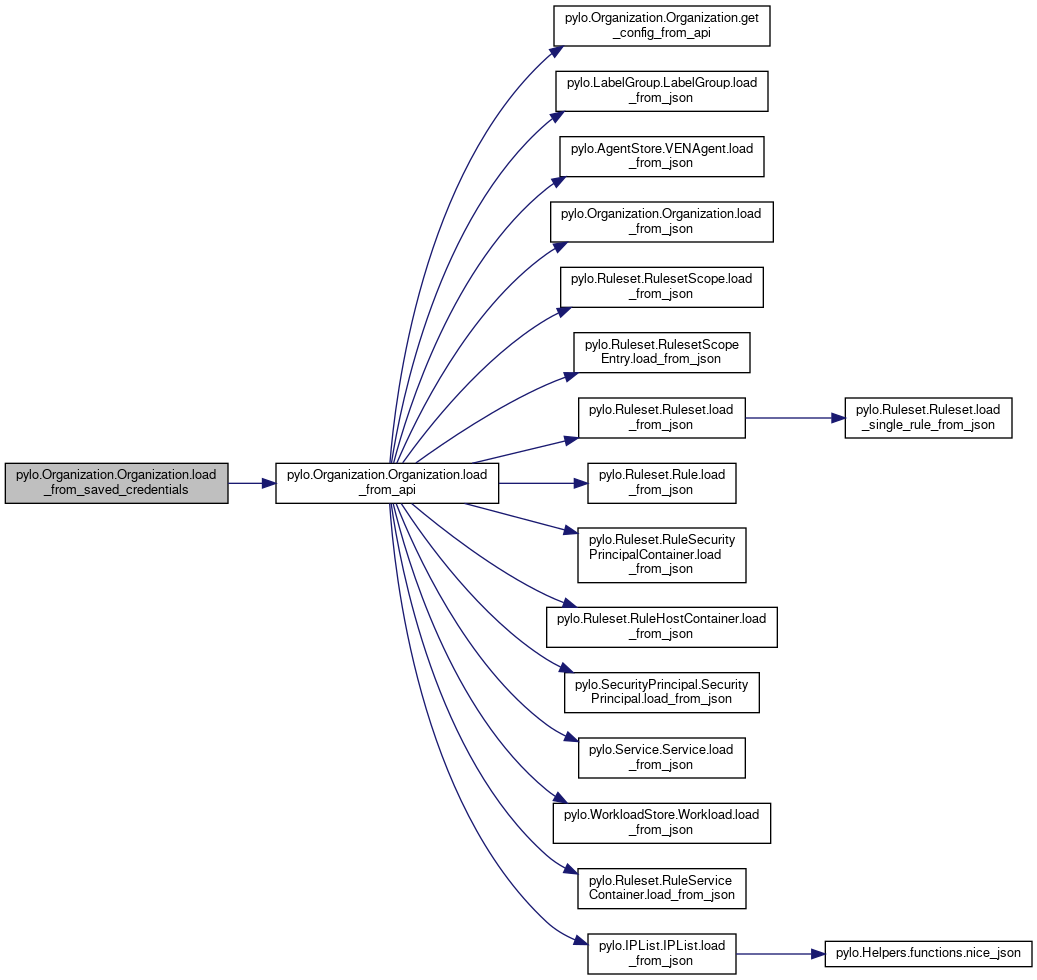 pylo.Organization.Organization.load
_from_saved_credentials
pylo.Organization.Organization.load
_from_api
pylo.Organization.Organization.get
_config_from_api
pylo.LabelGroup.LabelGroup.load
_from_json
pylo.AgentStore.VENAgent.load
_from_json
pylo.Organization.Organization.load
_from_json
pylo.Ruleset.RulesetScope.load
_from_json
pylo.Ruleset.RulesetScope
Entry.load_from_json
pylo.Ruleset.Ruleset.load
_from_json
pylo.Ruleset.Ruleset.load
_single_rule_from_json
pylo.Ruleset.Rule.load
_from_json
pylo.Ruleset.RuleSecurity
PrincipalContainer.load
_from_json
pylo.Ruleset.RuleHostContainer.load
_from_json
pylo.SecurityPrincipal.Security
Principal.load_from_json
pylo.Service.Service.load
_from_json
pylo.WorkloadStore.Workload.load
_from_json
pylo.Ruleset.RuleService
Container.load_from_json
pylo.IPList.IPList.load
_from_json
pylo.Helpers.functions.nice_json